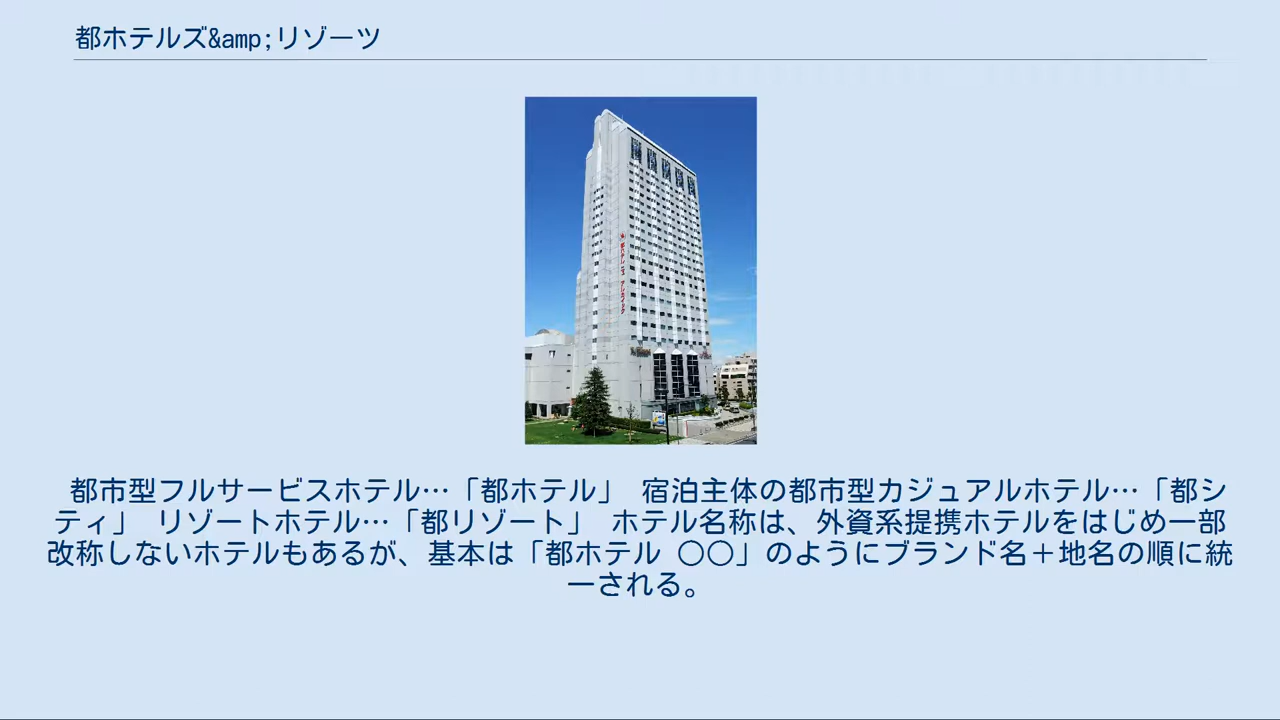 都ホテルズ&amp;リゾーツ
都市型フルサービスホテル…「都ホテル」 宿泊主体の都市型カジュアルホテル…「都シ
ティ」 リゾートホテル…「都リゾート」 ホテル名称は、外資系提携ホテルをはじめ一部
改称しないホテルもあるが、基本は「都ホテル ○○」のようにブランド名＋地名の順に統
一される。